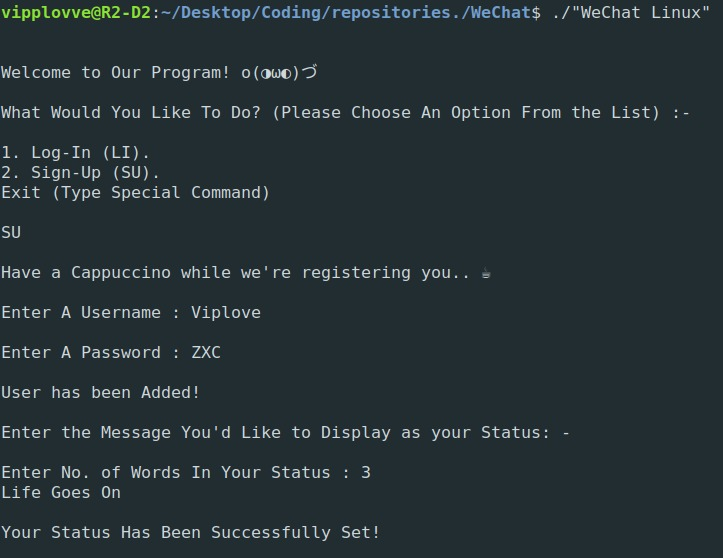 vipplovve@R2-D2:~/Desktop/Coding/repositories./WeChat$ ./"WeChat Linux"
Welcome to Our Program! o(◑ω◐)づ
What Would You Like To Do? (Please Choose An Option From the List) :-
1. Log-In (LI).
2. Sign-Up (SU).
Exit (Type Special Command)
SU
Have a Cappuccino while we're registering you.. ☕
Enter A Username : Viplove
Enter A Password : ZXC
User has been Added!
Enter the Message You'd Like to Display as your Status: -
Enter No. of Words In Your Status : 3
Life Goes On
Your Status Has Been Successfully Set!